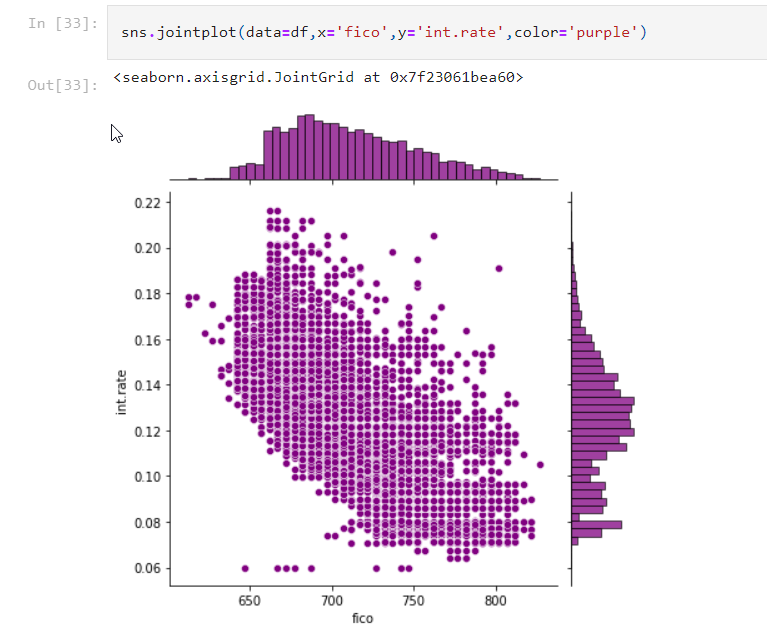 In [33]:
sns.jointplot(data=df,x='fico',y='int.rate',color='purple')
Out[33]:
<seaborn.axisgrid.JointGrid at 0x7f23061bea60>
0.22
0.20
0.18
0.16
0.14
0.12
0.10
0.08
0.06
int.rate
650 700 750 800
fico